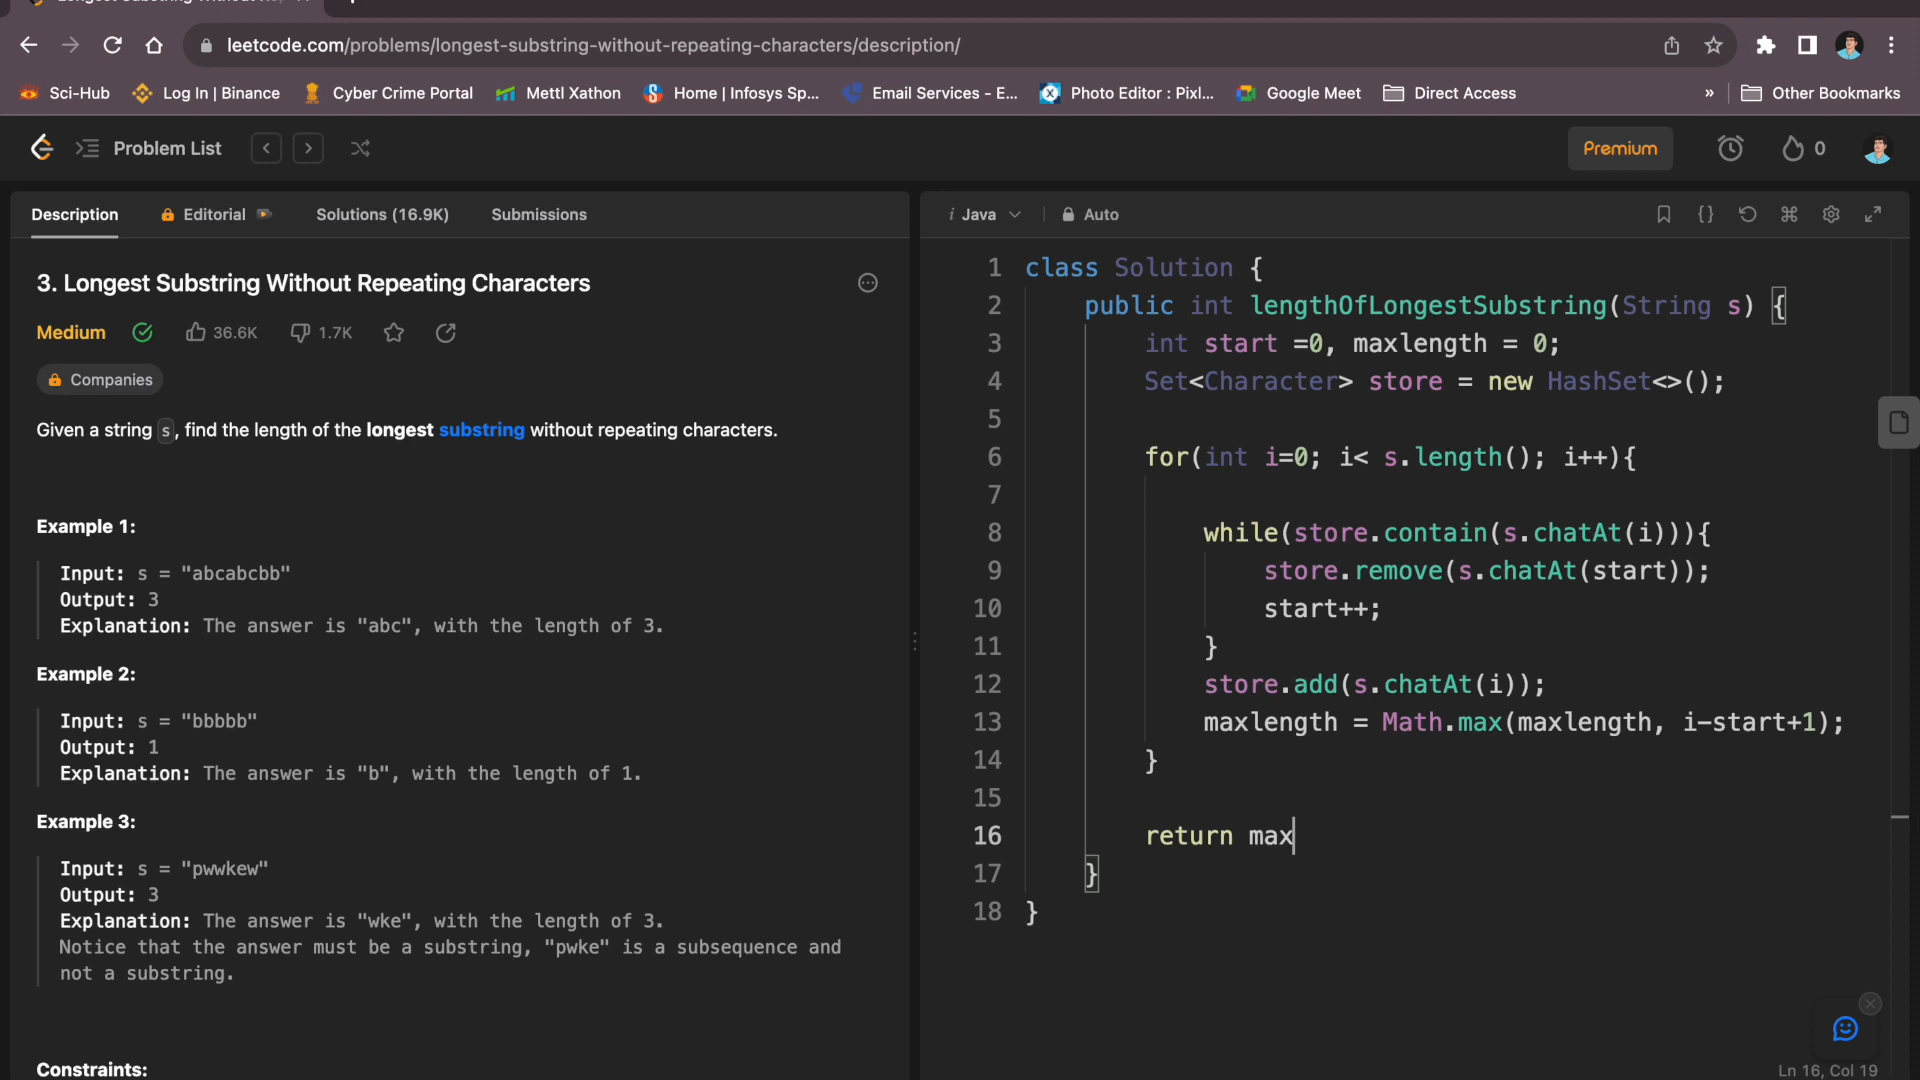 leetcode.com/problems/longest-substring-without-repeating-characters/description/
Sci-Hub
Log In | Binance
Cyber Crime Portal
Mettl Xathon
Home | Infosys Sp...
Email Services - E...
Photo Editor : Pixl...
Google Meet
Direct Access
»
Other Bookmarks
Problem List
Premium
0
Description
Editorial
Solutions (16.9K)
Submissions
3. Longest Substring Without Repeating Characters
Medium
36.6K
1.7K
Companies
Given a string s, find the length of the longest substring without repeating characters.
Example 1:
Input: s = "abcabcbb"
Output: 3
Explanation: The answer is "abc", with the length of 3.
Example 2:
Input: s = "bbbbb"
Output: 1
Explanation: The answer is "b", with the length of 1.
Example 3:
Input: s = "pwwkew"
Output: 3
Explanation: The answer is "wke", with the length of 3.
Notice that the answer must be a substring, "pwke" is a subsequence and
not a substring.
Constraints:
i Java
Auto
{}
1 class Solution {
2 public int lengthOfLongestSubstring(String s) {
3 int start =0, maxlength = 0;
4 Set<Character> store = new HashSet<>();
5
6 for(int i=0; i< s.length(); i++){
7
8 while(store.contain(s.chatAt(i))){
9 store.remove(s.chatAt(start));
10 start++;
11 }
12 store.add(s.chatAt(i));
13 maxlength = Math.max(maxlength, i-start+1);
14 }
15
16 return max
17 }
18 }
Ln 16, Col 19